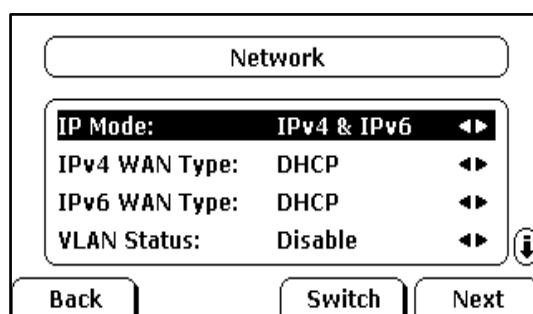 Network
IP Mode: IPv4 & IPv6
IPv4 WAN Type: DHCP
IPv6 WAN Type: DHCP
VLAN Status: Disable
Back Switch Next